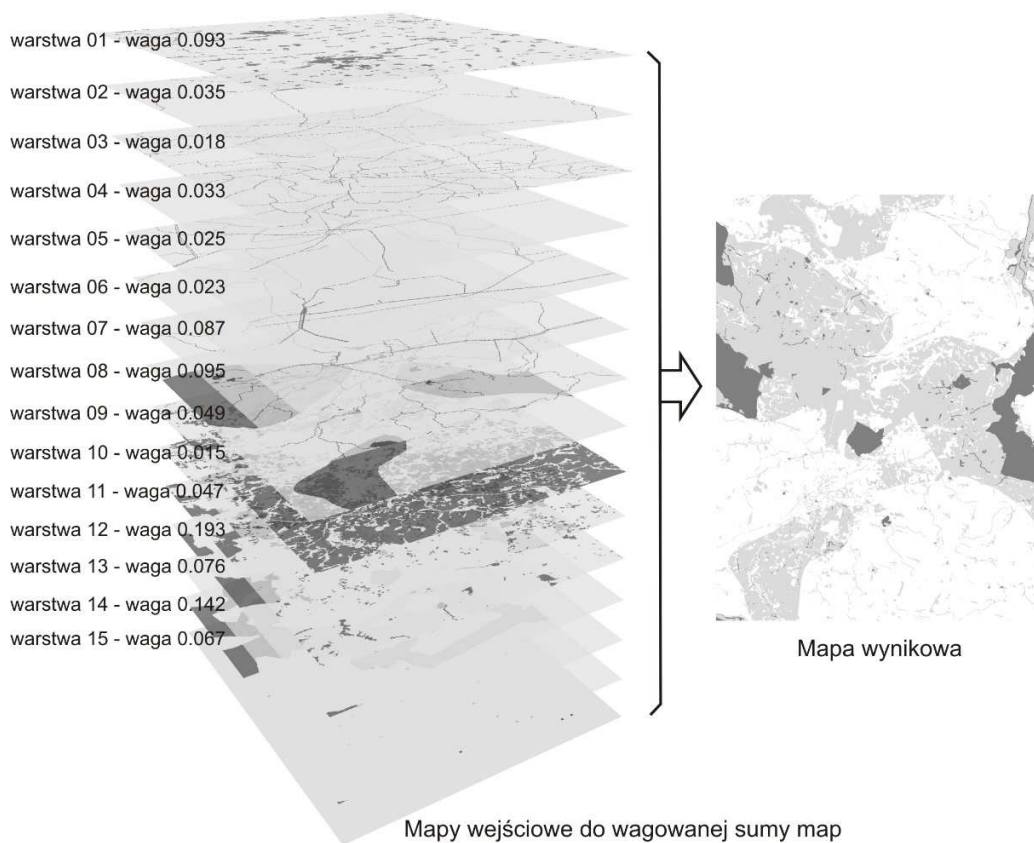 warstwa 01 - waga 0.093
warstwa 02 - waga 0.035
warstwa 03 - waga 0.018
warstwa 04 - waga 0.033
warstwa 05 - waga 0.025
warstwa 06 - waga 0.023
warstwa 07 - waga 0.087
warstwa 08 - waga 0.095
warstwa 09 - waga 0.049
warstwa 10 - waga 0.015
warstwa 11 - waga 0.047
warstwa 12 - waga 0.193
warstwa 13 - waga 0.076
warstwa 14 - waga 0.142
warstwa 15 - waga 0.067
Mapa wynikowa
Mapy wejściowe do wagowanej sumy map